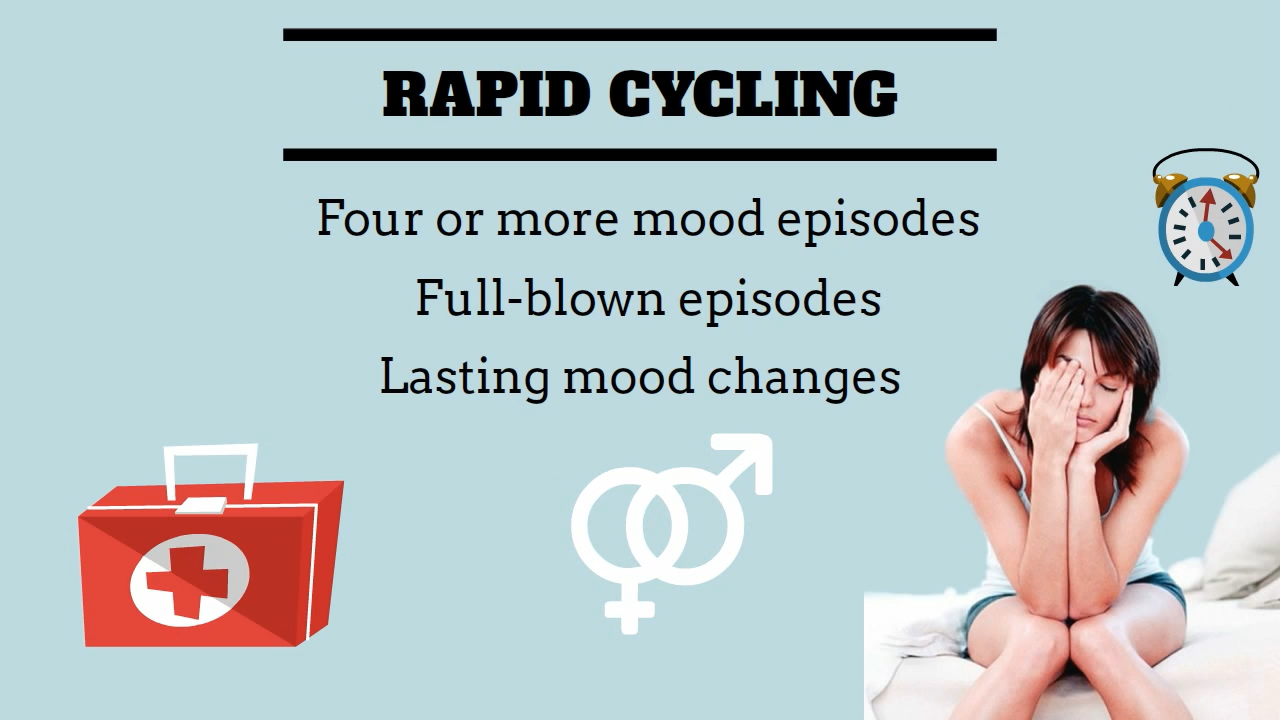 RAPID CYCLING
Four or more mood episodes
Full-blown episodes
Lasting mood changes